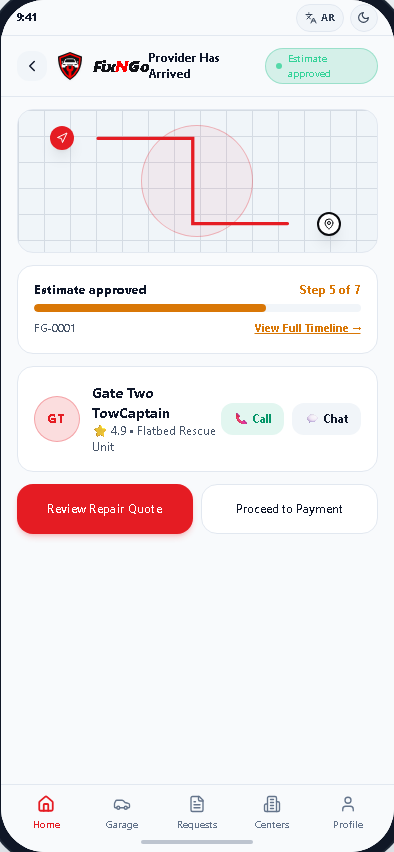 9:41
AR
FixNGo
Provider Has
Arrived
Estimate
approved
Estimate approved
Step 5 of 7
FG-0001
View Full Timeline →
GT
Gate Two
TowCaptain
⭐ 4.9 • Flatbed Rescue
Unit
📞 Call
💬 Chat
Review Repair Quote
Proceed to Payment
Home
Garage
Requests
Centers
Profile